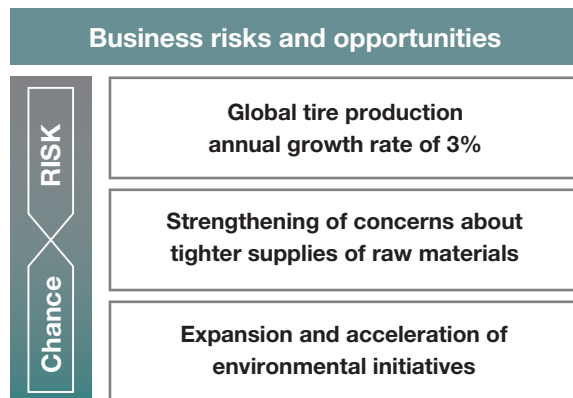 Business risks and opportunities
RISK
Chance
Global tire production
annual growth rate of 3%
Strengthening of concerns about
tighter supplies of raw materials
Expansion and acceleration of
environmental initiatives